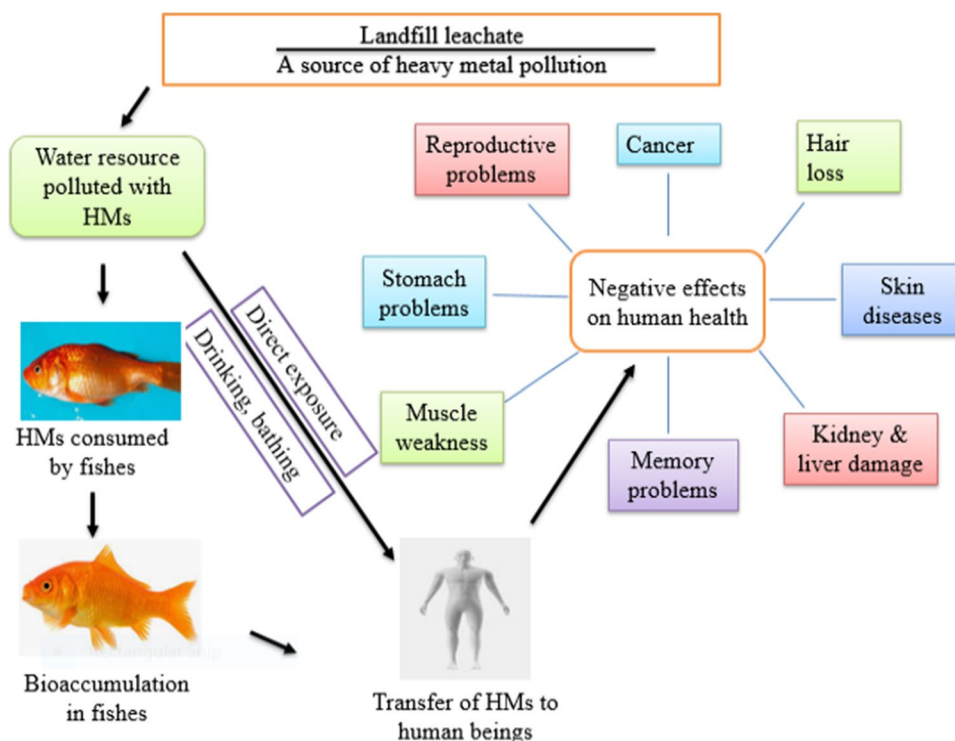 Landfill leachate
A source of heavy metal pollution
Water resource
polluted with
HMs
Reproductive
problems
Cancer
Hair
loss
Stomach
problems
Negative effects
on human health
Skin
diseases
Direct exposure
Drinking, bathing
HMs consumed
by fishes
Muscle
weakness
Memory
problems
Kidney &
liver damage
Bioaccumulation
in fishes
Transfer of HMs to
human beings